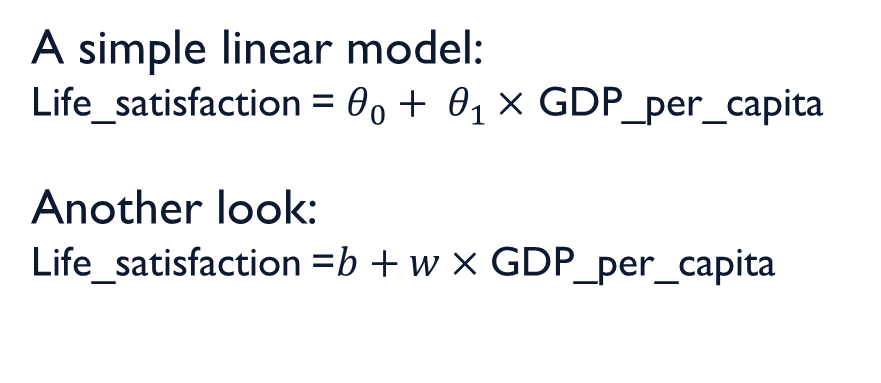 A simple linear model:
Life_satisfaction = θ₀ + θ₁ × GDP_per_capita
Another look:
Life_satisfaction =b + w × GDP_per_capita